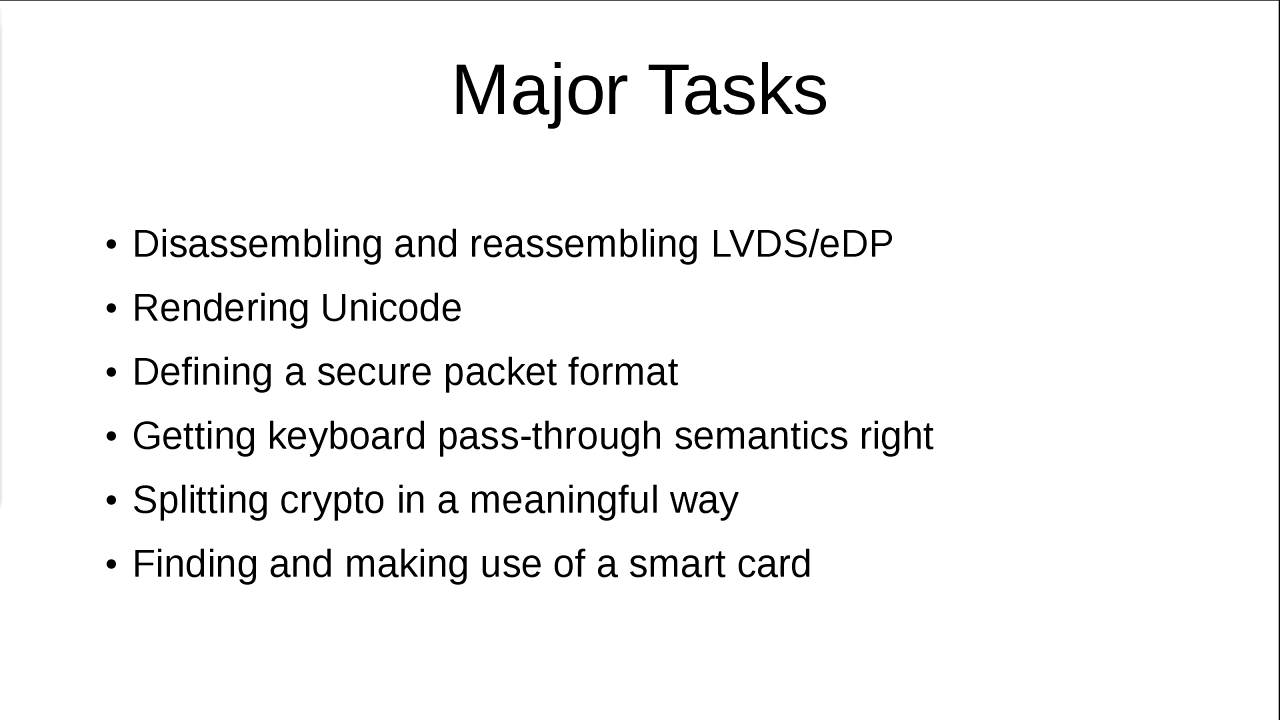 Major Tasks
• Disassembling and reassembling LVDS/eDP
• Rendering Unicode
• Defining a secure packet format
• Getting keyboard pass-through semantics right
• Splitting crypto in a meaningful way
• Finding and making use of a smart card